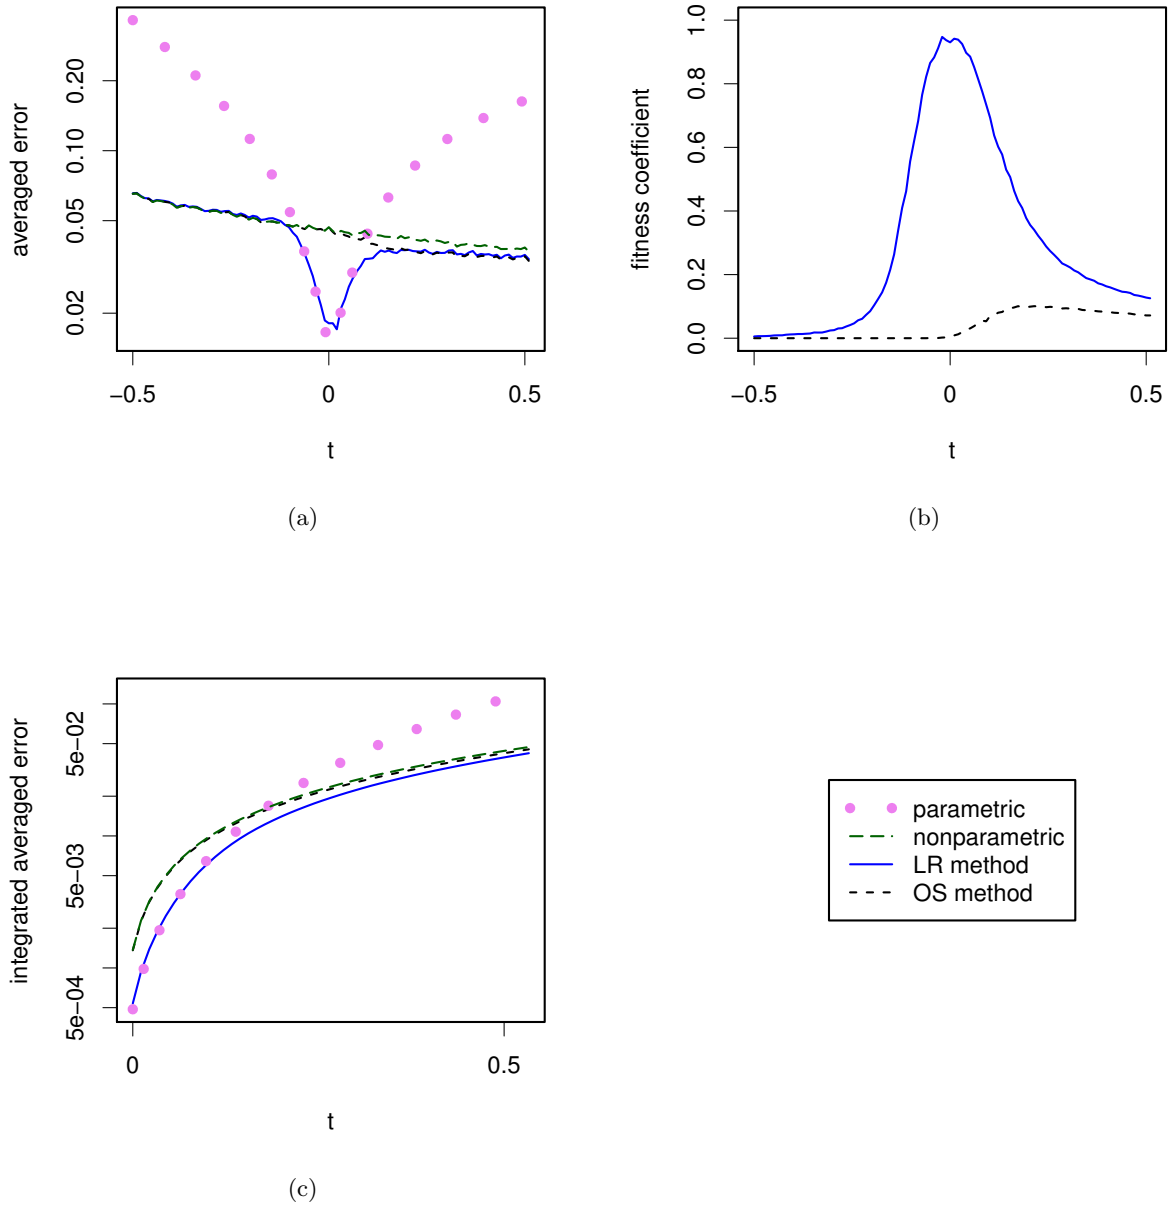 averaged error
0.20
0.10
0.05
0.02
−0.5
0
0.5
t
(a)
fitness coefficient
1.0
0.8
0.6
0.4
0.2
0.0
−0.5
0
0.5
t
(b)
integrated averaged error
5e−02
5e−03
5e−04
0
0.5
t
(c)
parametric
nonparametric
LR method
OS method